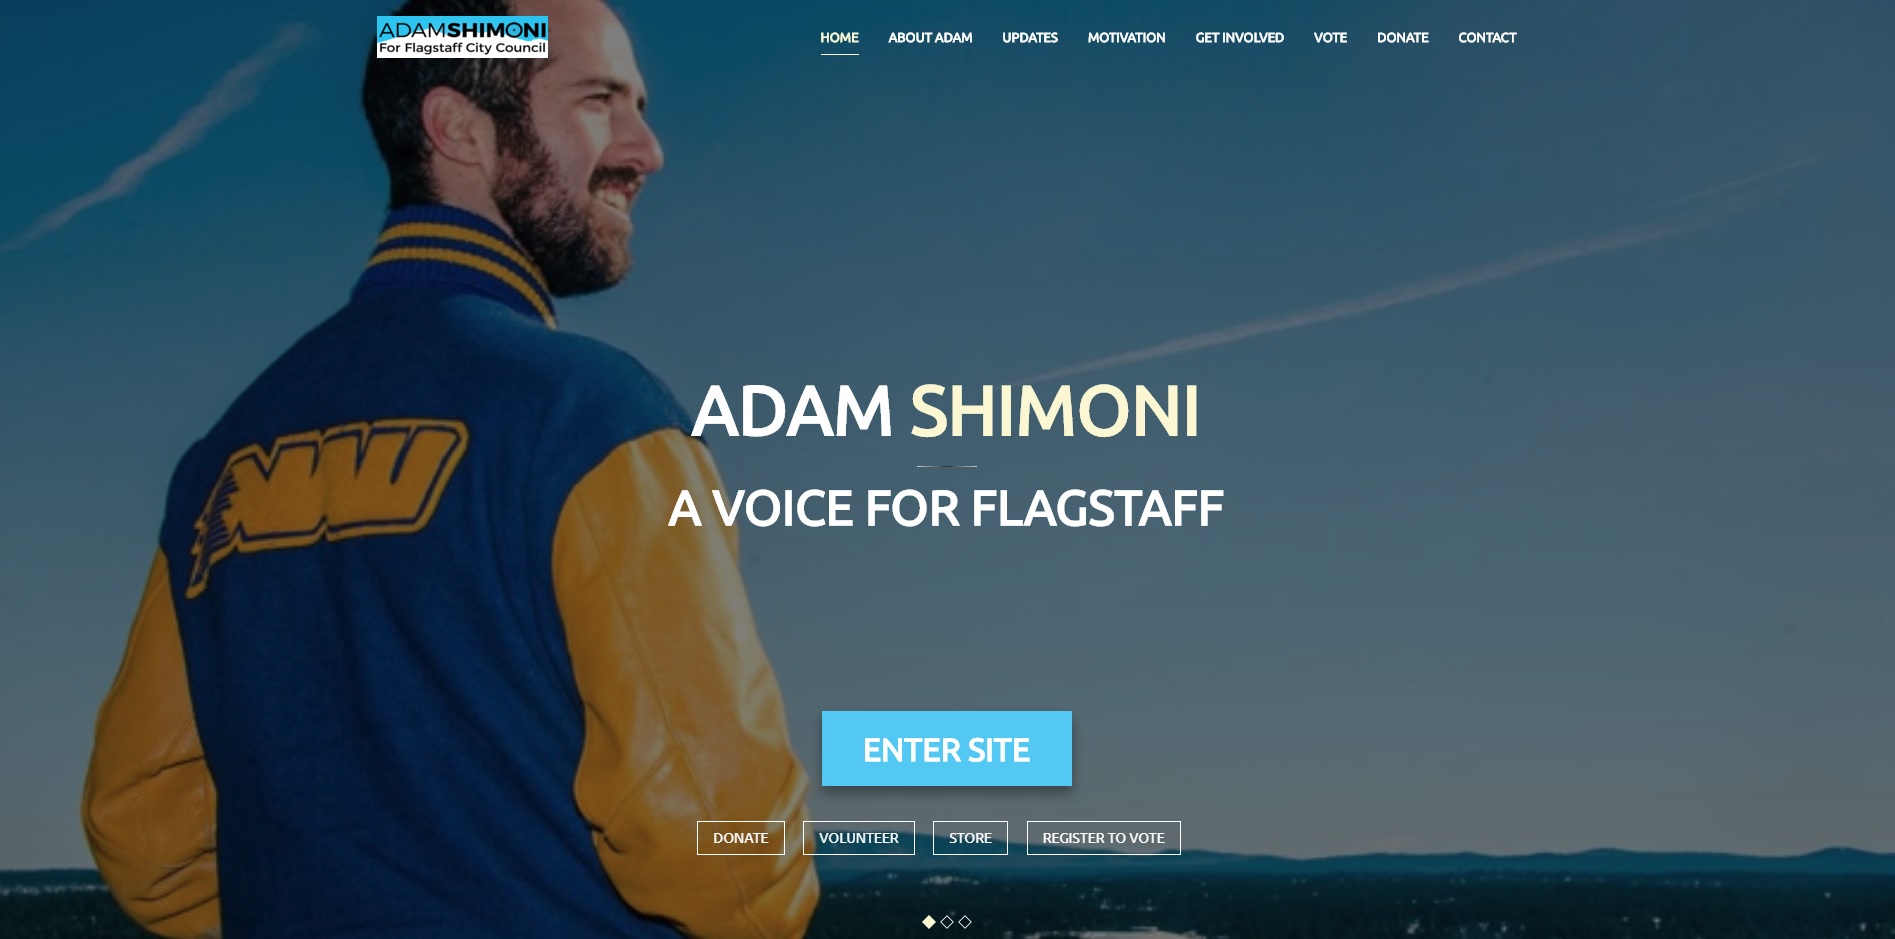 ADAMSHIMONI
For Flagstaff City Council
HOME ABOUT ADAM UPDATES MOTIVATION GET INVOLVED VOTE DONATE CONTACT
ADAM SHIMONI
A VOICE FOR FLAGSTAFF
ENTER SITE
DONATE VOLUNTEER STORE REGISTER TO VOTE